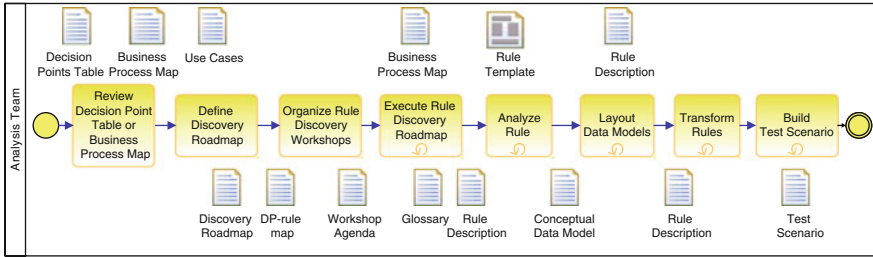 Analysis Team
Decision
Points Table
Business
Process Map
Use Cases
Business
Process Map
Rule
Template
Rule
Description
Review
Decision Point
Table or
Business
Process Map
Define
Discovery
Roadmap
Organize Rule
Discovery
Workshops
Execute Rule
Discovery
Roadmap
Analyze
Rule
Layout
Data Models
Transform
Rules
Build
Test Scenario
Discovery
Roadmap
DP-rule
map
Workshop
Agenda
Glossary
Rule
Description
Conceptual
Data Model
Rule
Description
Test
Scenario